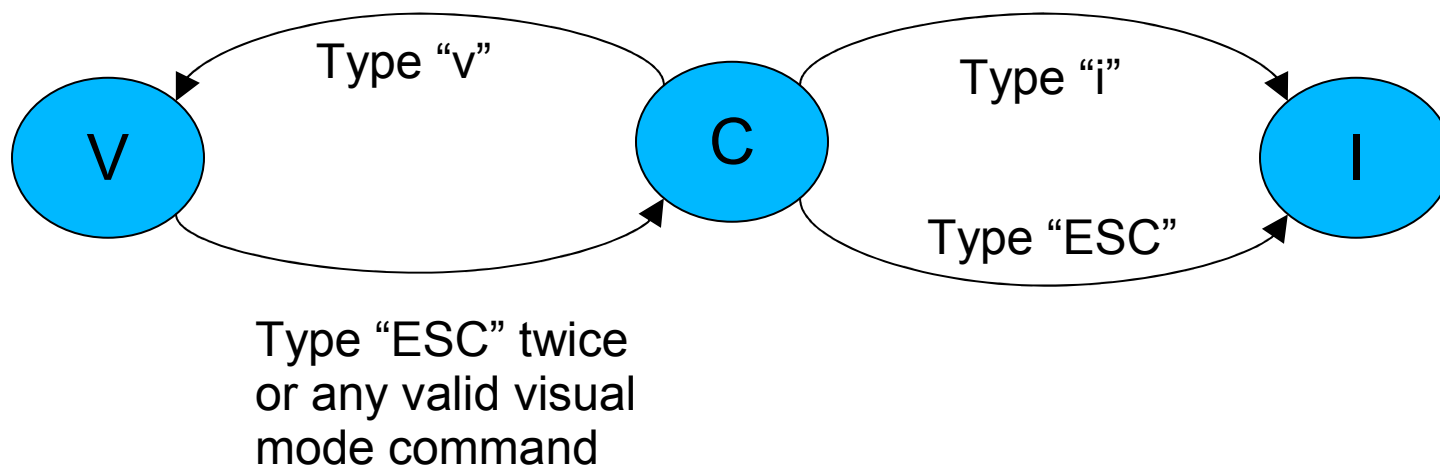 Type “v”
Type “i”
V
C
I
Type “ESC”
Type “ESC” twice
or any valid visual
mode command